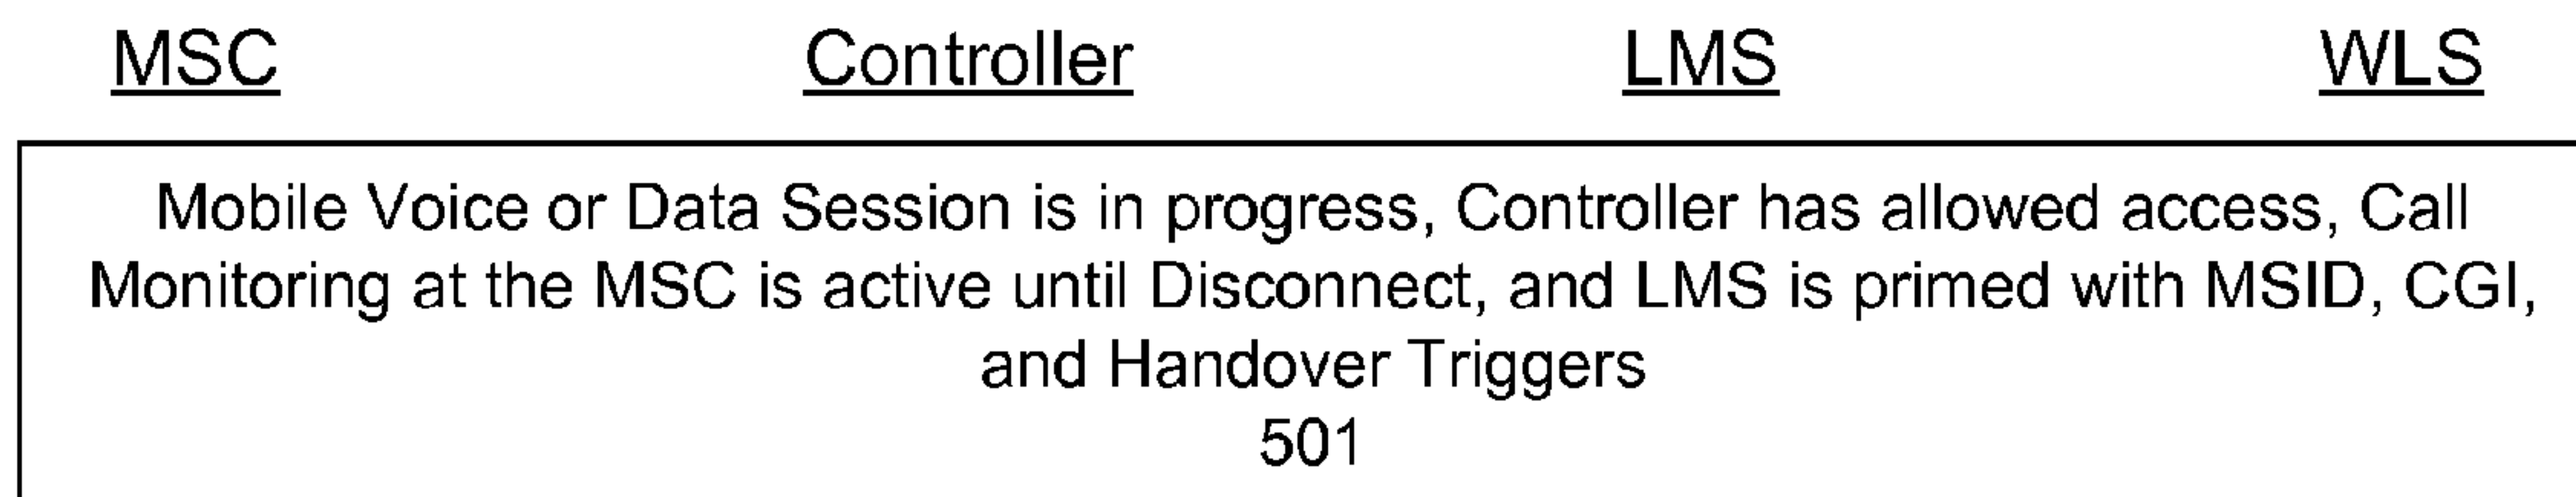 MSC Controller LMS WLS
Mobile Voice or Data Session is in progress, Controller has allowed access, Call
Monitoring at the MSC is active until Disconnect, and LMS is primed with MSID, CGI,
and Handover Triggers
501